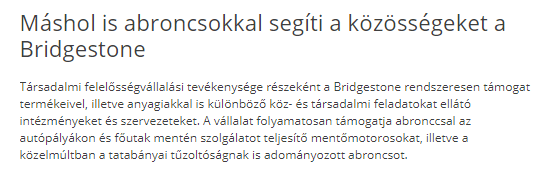 Máshol is abroncsokkal segíti a közösségeket a
Bridgestone
Társadalmi felelősségvállalási tevékenysége részeként a Bridgestone rendszeresen támogat
termékeivel, illetve anyagiakkal is különböző köz- és társadalmi feladatokat ellátó
intézményeket és szervezeteket. A vállalat folyamatosan támogatja abronccsal az
autópályákon és főutak mentén szolgálatot teljesítő mentőmotorosokat, illetve a
közelmúltban a tatabányai tűzoltóságnak is adományozott abroncsot.